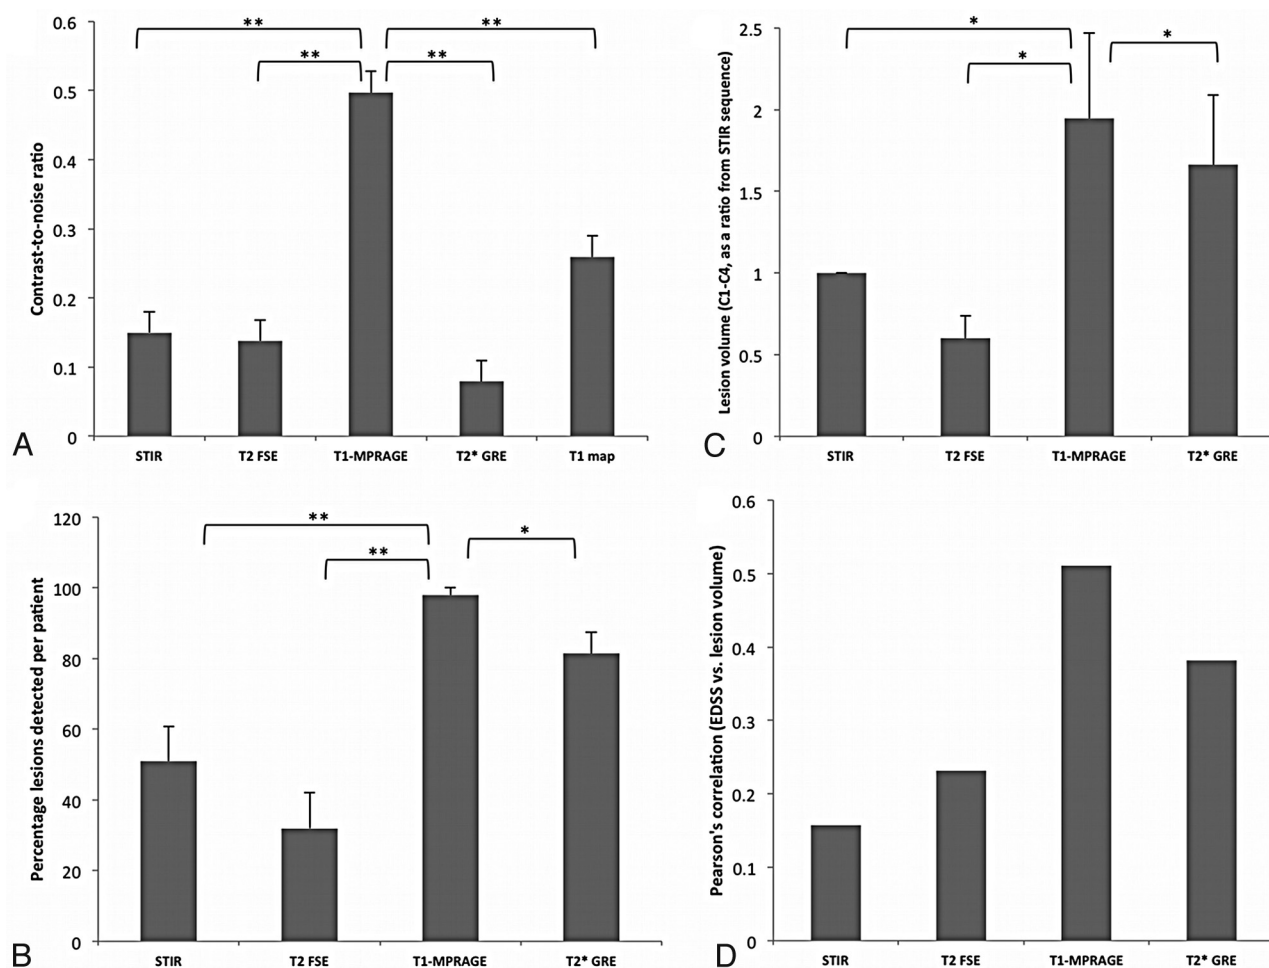 A
Contrast-to-noise ratio
0.6
0.5
0.4
0.3
0.2
0.1
0
** **
** **
STIR T2 FSE T1-MPRAGE T2* GRE T1 map
B
Percentage lesions detected per patient
120
100
80
60
40
20
0
**
** *
STIR T2 FSE T1-MPRAGE T2* GRE
C
Lesion volume (C1-C4, as a ratio from STIR sequence)
2.5
2
1.5
1
0.5
0
*
* *
STIR T2 FSE T1-MPRAGE T2* GRE
D
Pearson's correlation (EDSS vs. lesion volume)
0.6
0.5
0.4
0.3
0.2
0.1
0
STIR T2 FSE T1-MPRAGE T2* GRE